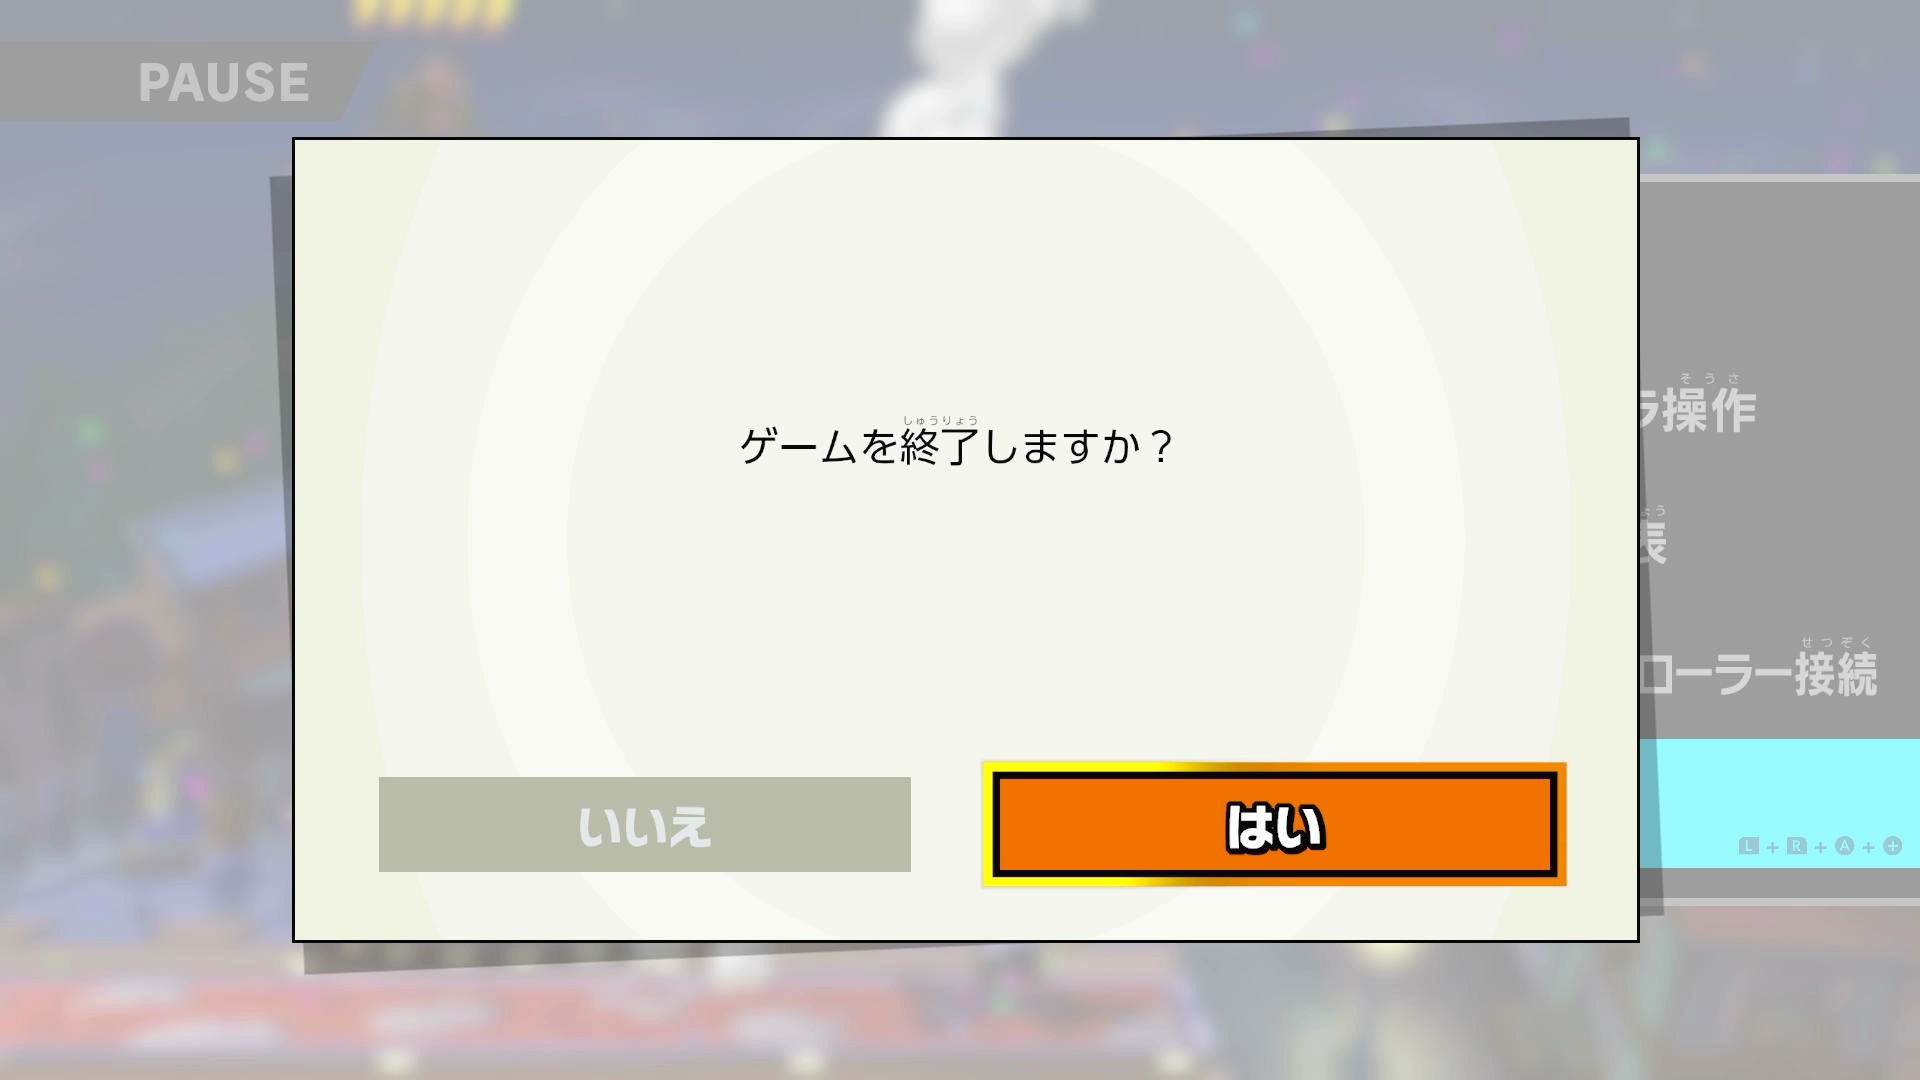 PAUSE
しゅうりょう
ゲームを終了しますか？
いいえ
はい
そうさ
ラ操作
ょう
表
せつぞく
ローラー接続
L + R + A + +